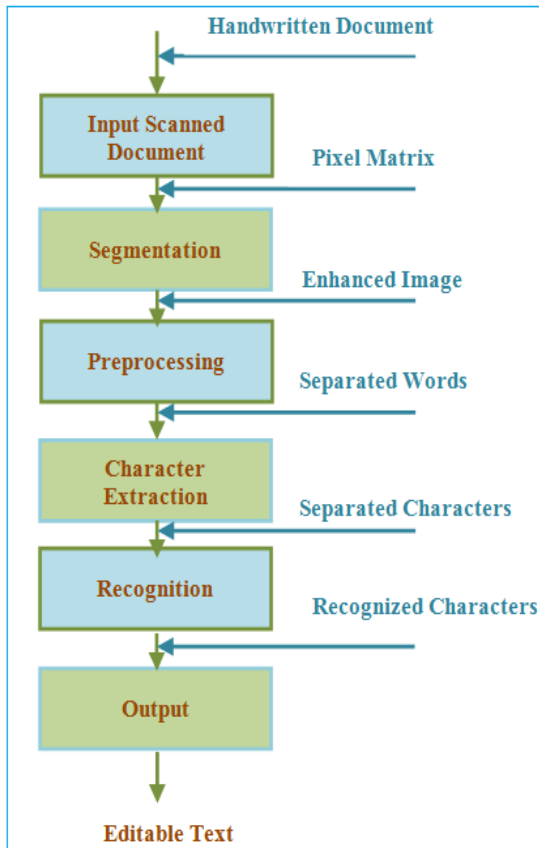 Handwritten Document
Input Scanned
Document
Pixel Matrix
Segmentation
Enhanced Image
Preprocessing
Separated Words
Character
Extraction
Separated Characters
Recognition
Recognized Characters
Output
Editable Text